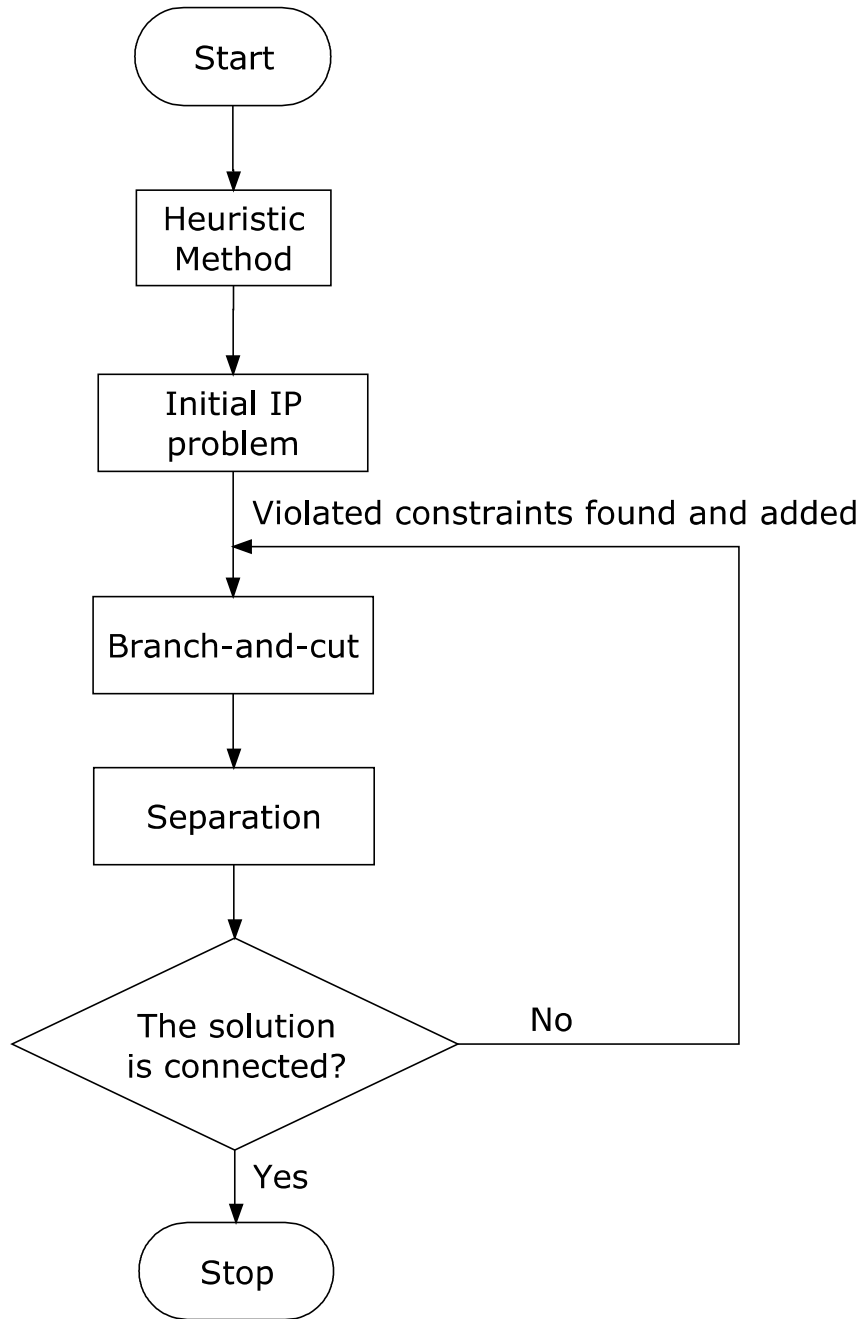 Start
Heuristic
Method
Initial IP
problem
Violated constraints found and added
Branch-and-cut
Separation
The solution
is connected?
No
Yes
Stop